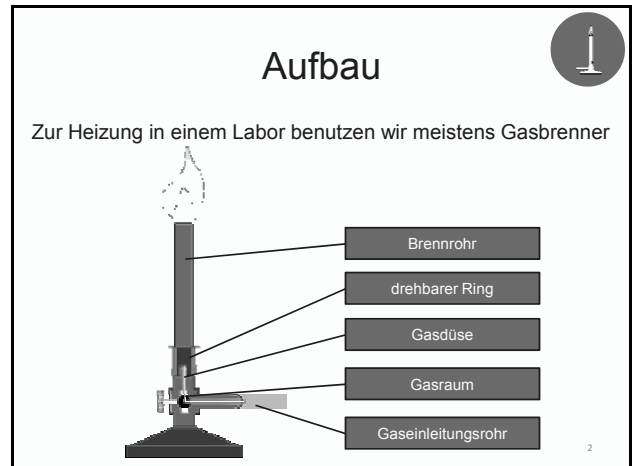 Aufbau
Zur Heizung in einem Labor benutzen wir meistens Gasbrenner
Brennrohr
drehbarer Ring
Gasdüse
Gasraum
Gaseinleitungsrohr
2